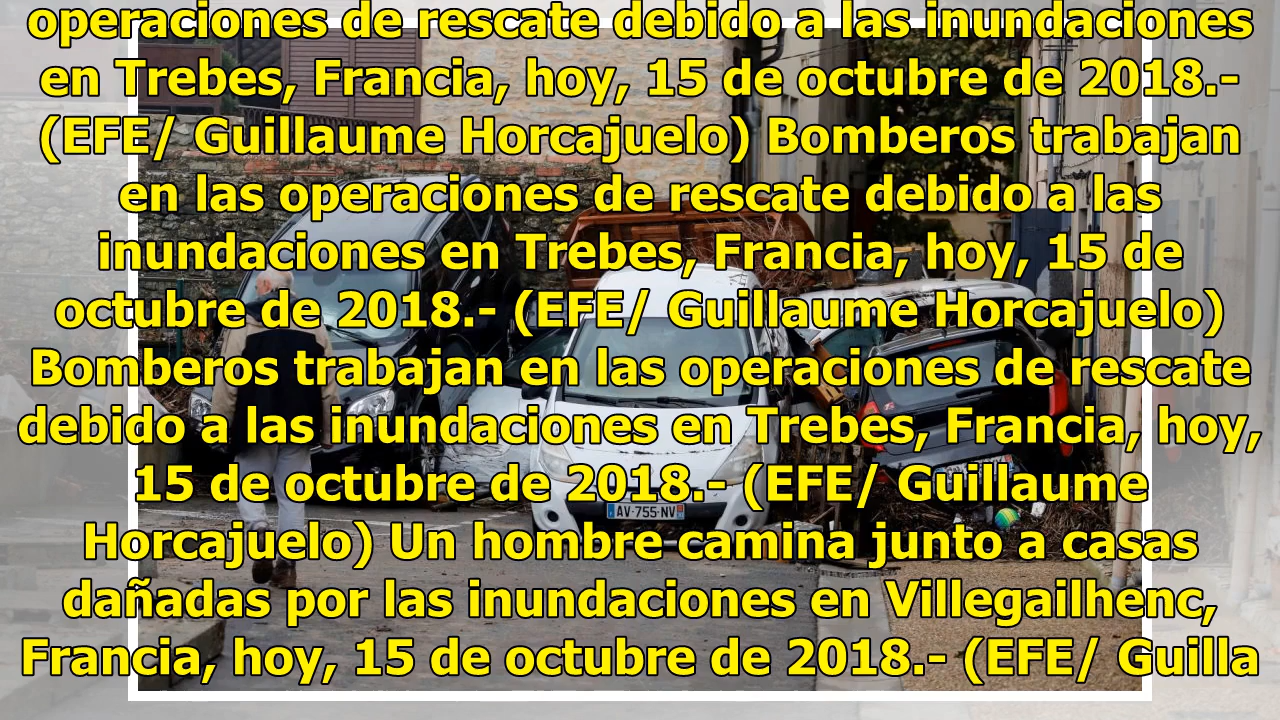 operaciones de rescate debido a las inundaciones
en Trebes, Francia, hoy, 15 de octubre de 2018.-
(EFE/ Guillaume Horcajuelo) Bomberos trabajan
en las operaciones de rescate debido a las
inundaciones en Trebes, Francia, hoy, 15 de
octubre de 2018.- (EFE/ Guillaume Horcajuelo)
Bomberos trabajan en las operaciones de rescate
debido a las inundaciones en Trebes, Francia, hoy,
15 de octubre de 2018.- (EFE/ Guillaume
Horcajuelo) Un hombre camina junto a casas
dañadas por las inundaciones en Villegailhenc,
Francia, hoy, 15 de octubre de 2018.- (EFE/ Guilla
AV-755-NV